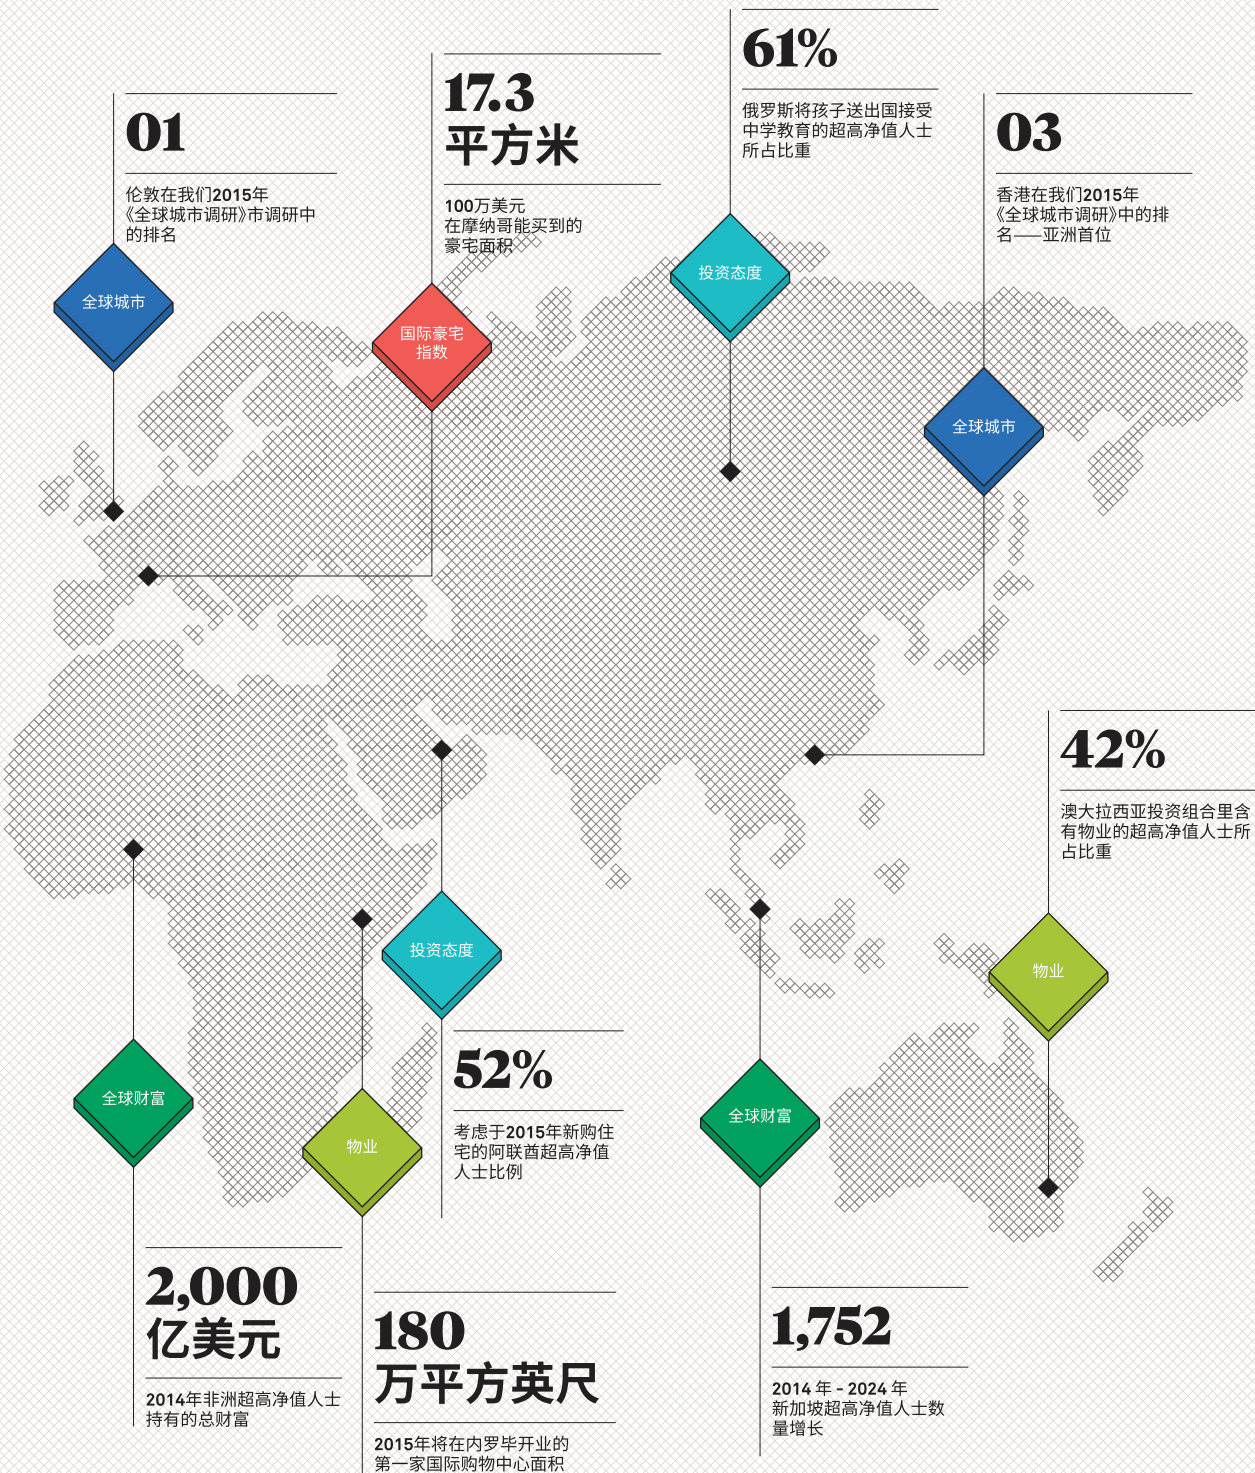 61%
俄罗斯将孩子送出国接受
中学教育的超高净值人士
所占比重
17.3
平方米
100万美元
在摩纳哥能买到的
豪宅面积
01
伦敦在我们2015年
《全球城市调研》市调研中
的排名
03
香港在我们2015年
《全球城市调研》中的排
名——亚洲首位
投资态度
全球城市
国际豪宅
指数
全球城市
42%
澳大拉西亚投资组合里含
有物业的超高净值人士所
占比重
投资态度
物业
52%
考虑于2015年新购住
宅的阿联酋超高净值
人士比例
全球财富
物业
全球财富
2,000
亿美元
2014年非洲超高净值人士
持有的总财富
180
万平方英尺
2015年将在内罗毕开业的
第一家国际购物中心面积
1,752
2014 年 - 2024 年
新加坡超高净值人士数
量增长